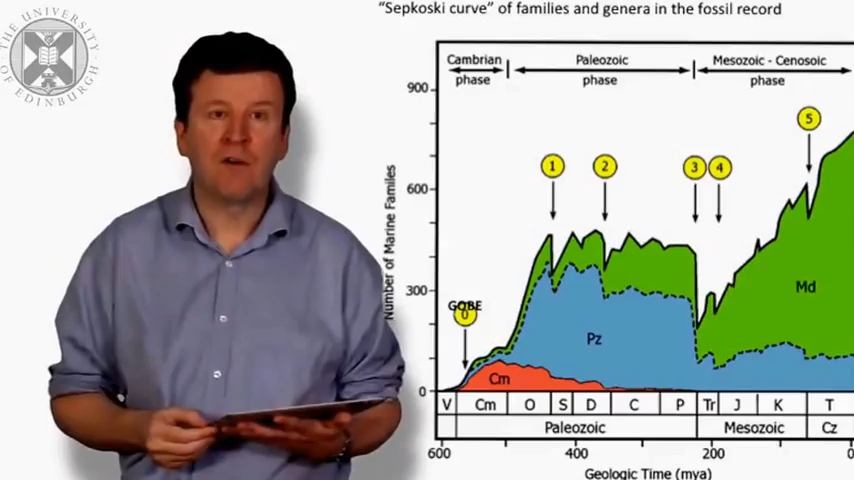 THE UNIVERSITY
OF EDINBURGH
"Sepkoski curve" of families and genera in the fossil record
Cambrian
phase
Paleozoic
phase
Mesozoic - Cenosoic
phase
900
600
300
0
Number of Marine Familes
1
2
3
4
5
GOBE
0
Cm
Pz
Md
V Cm O S D C P Tr J K T
Paleozoic Mesozoic Cz
600 400 200 0
Geologic Time (mya)